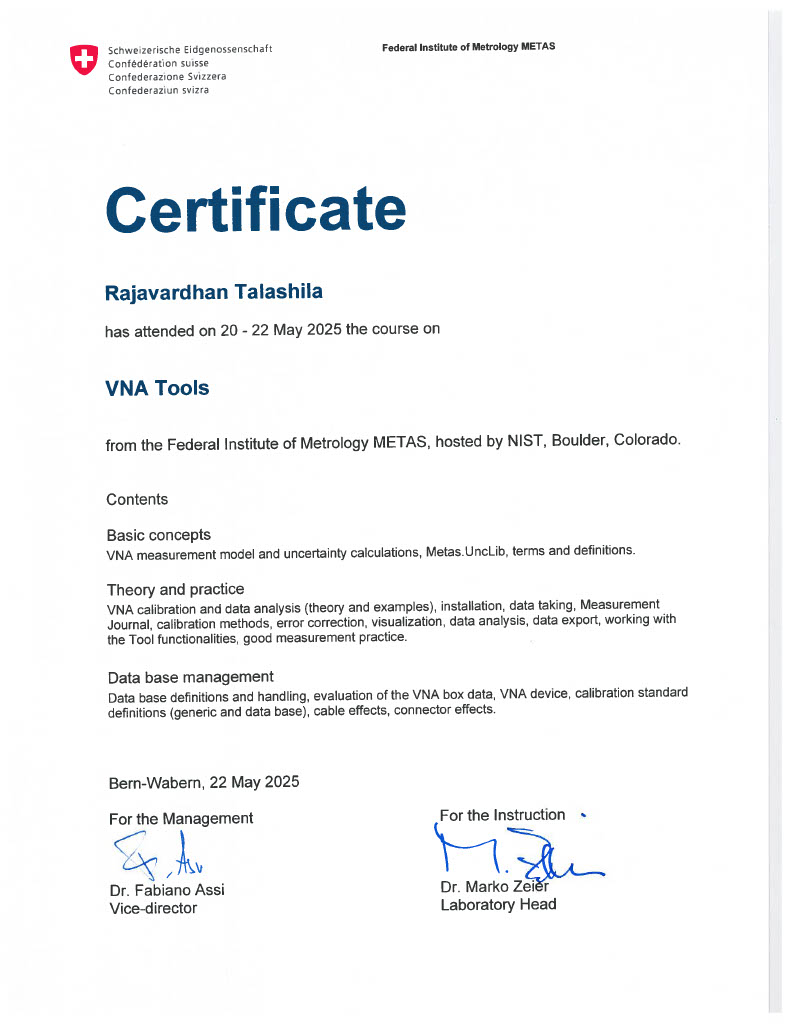 Schweizerische Eidgenossenschaft
Confédération suisse
Confederazione Svizzera
Confederaziun svizra
Federal Institute of Metrology METAS
Certificate
Rajavardhan Talashila
has attended on 20 - 22 May 2025 the course on
VNA Tools
from the Federal Institute of Metrology METAS, hosted by NIST, Boulder, Colorado.
Contents
Basic concepts
VNA measurement model and uncertainty calculations, Metas.UncLib, terms and definitions.
Theory and practice
VNA calibration and data analysis (theory and examples), installation, data taking, Measurement
Journal, calibration methods, error correction, visualization, data analysis, data export, working with
the Tool functionalities, good measurement practice.
Data base management
Data base definitions and handling, evaluation of the VNA box data, VNA device, calibration standard
definitions (generic and data base), cable effects, connector effects.
Bern-Wabern, 22 May 2025
For the Management
F. Assi
Dr. Fabiano Assi
Vice-director
For the Instruction
M. Zeier
Dr. Marko Zeier
Laboratory Head